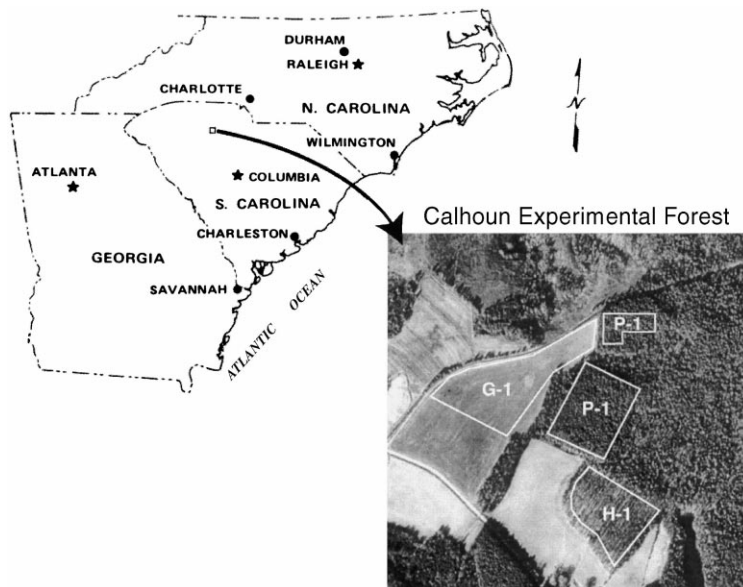 DURHAM
RALEIGH
CHARLOTTE
N. CAROLINA
WILMINGTON
N
ATLANTA
COLUMBIA
S. CAROLINA
CHARLESTON
GEORGIA
SAVANNAH
ATLANTIC OCEAN
Calhoun Experimental Forest
P-1
G-1
P-1
H-1